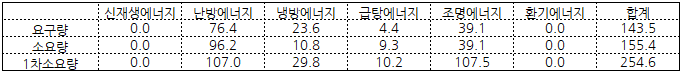 신재생에너지 난방에너지 냉방에너지 급탕에너지 조명에너지 환기에너지 합계
요구량 0.0 76.4 23.6 4.4 39.1 0.0 143.5
소요량 0.0 96.2 10.8 9.3 39.1 0.0 155.4
1차소요량 0.0 107.0 29.8 10.2 107.5 0.0 254.6